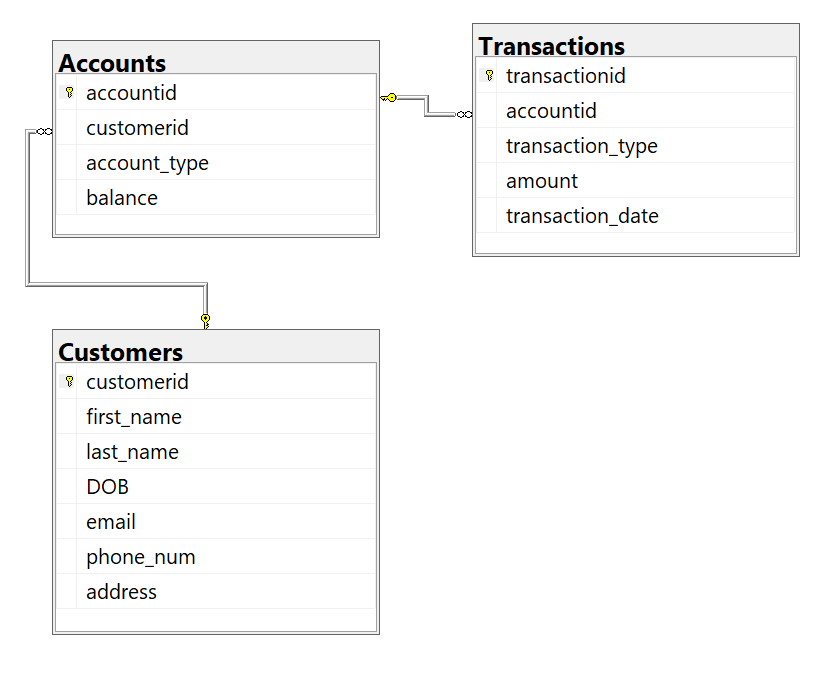 Accounts
accountid
customerid
account_type
balance
Transactions
transactionid
accountid
transaction_type
amount
transaction_date
Customers
customerid
first_name
last_name
DOB
email
phone_num
address